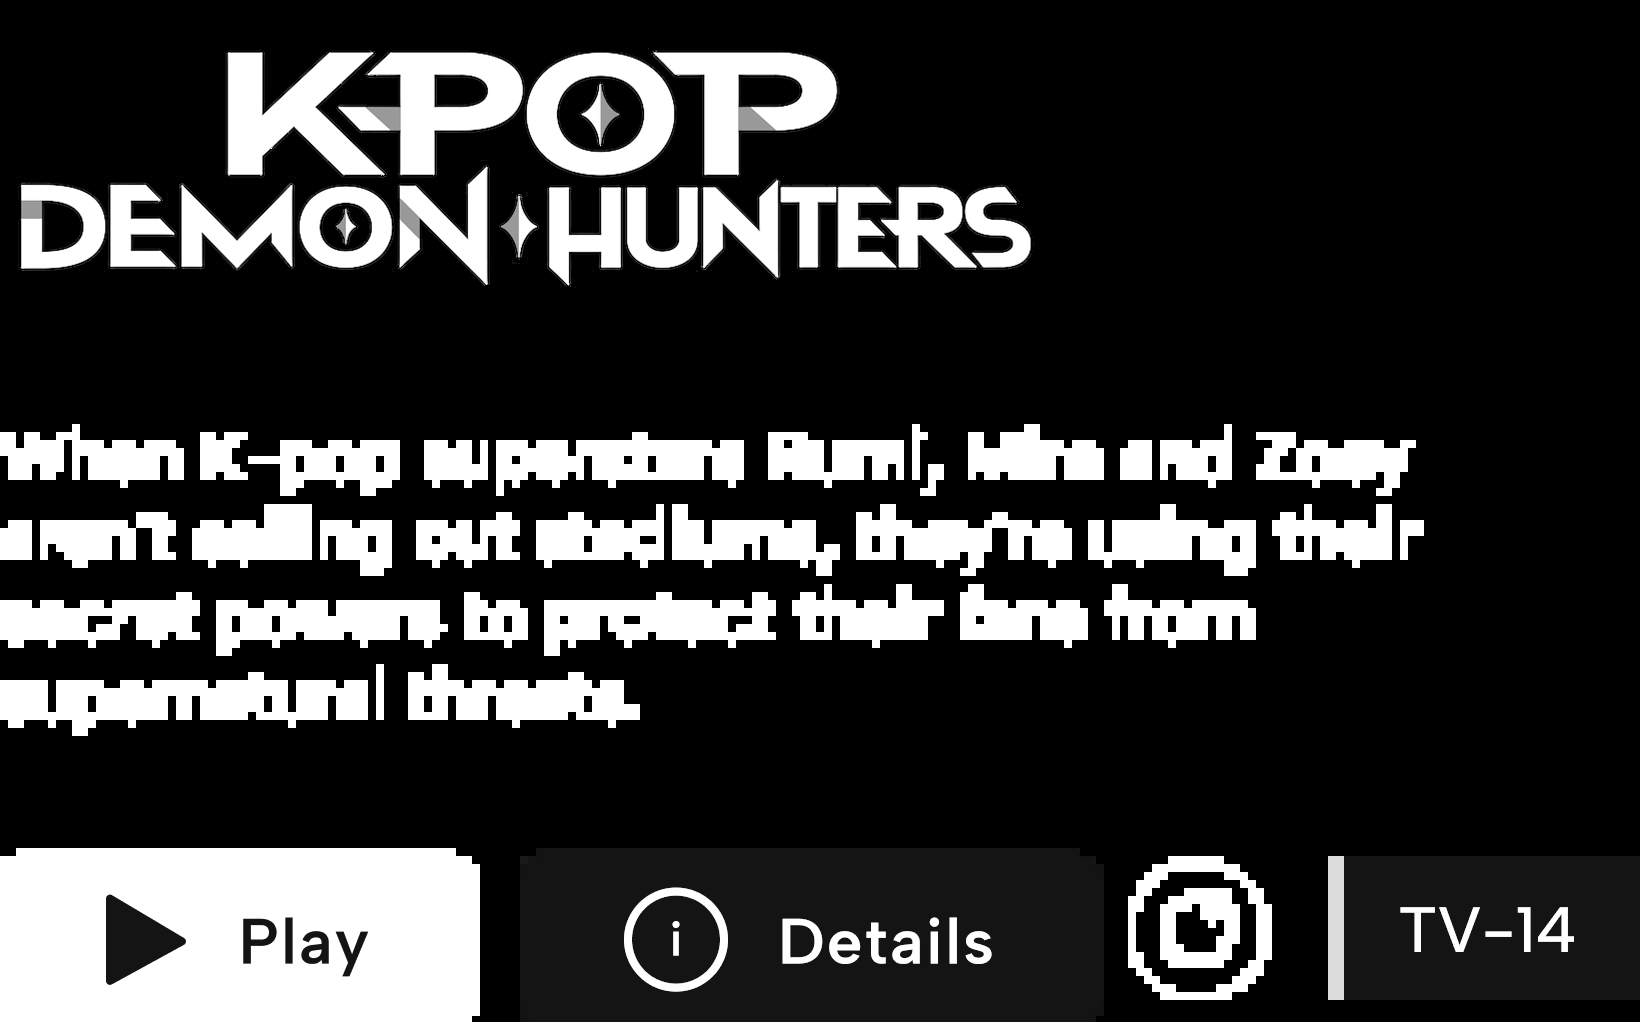 KPOP
DEMON HUNTERS
When K-pop superstars Rumi, Mira and Zoey
aren't selling out stadiums, they're using their
secret powers to protect their fans from
supernatural threats.
Play
i Details
TV-14